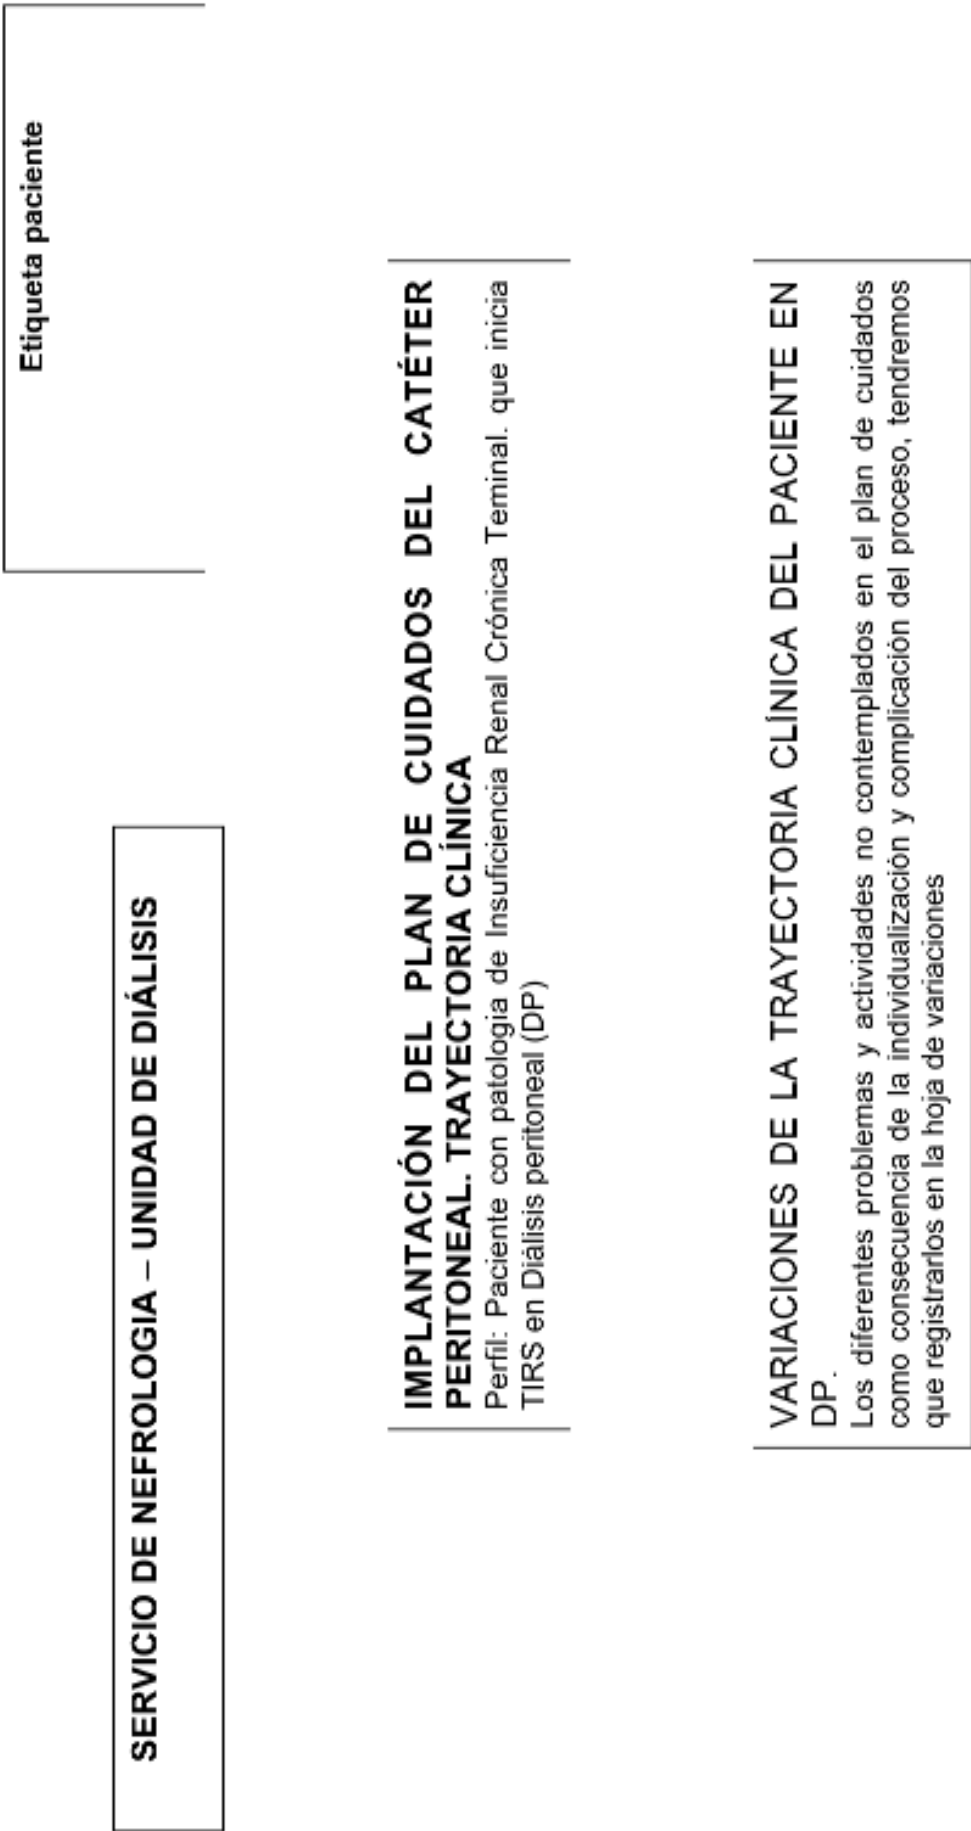 Etiqueta paciente
SERVICIO DE NEFROLOGIA – UNIDAD DE DIÁLISIS
IMPLANTACIÓN DEL PLAN DE CUIDADOS DEL CATÉTER
PERITONEAL. TRAYECTORIA CLÍNICA
Perfil: Paciente con patología de Insuficiencia Renal Crónica Teminal. que inicia
TIRS en Diálisis peritoneal (DP)
VARIACIONES DE LA TRAYECTORIA CLÍNICA DEL PACIENTE EN
DP.
Los diferentes problemas y actividades no contemplados en el plan de cuidados
como consecuencia de la individualización y complicación del proceso, tendremos
que registrarlos en la hoja de variaciones